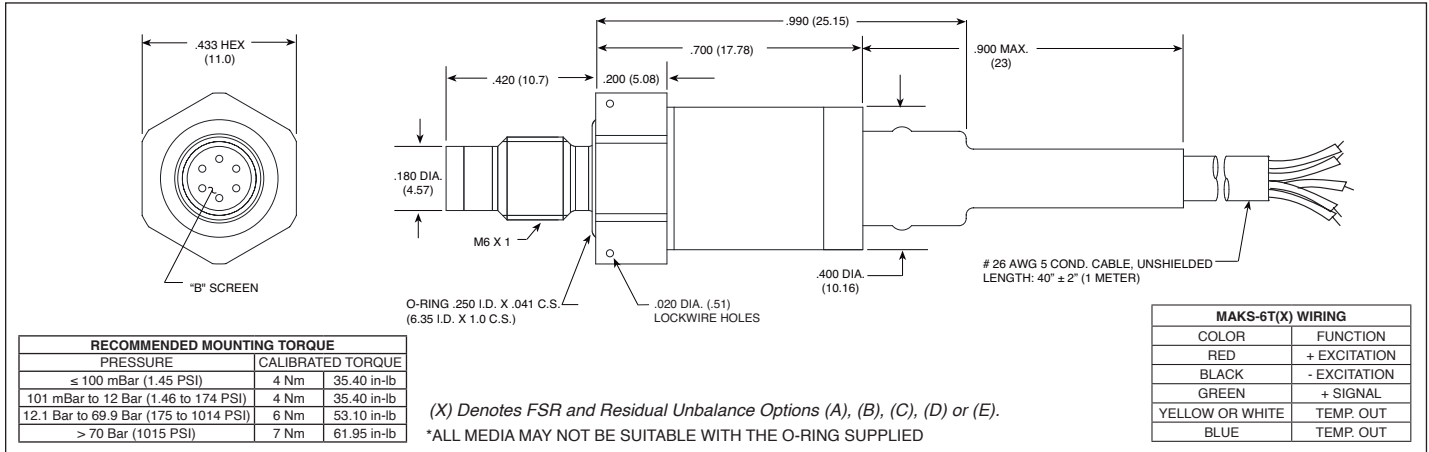 .433 HEX
(11.0)
"B" SCREEN
.990 (25.15)
.700 (17.78)
.900 MAX.
(23)
.420 (10.7)
.200 (5.08)
.180 DIA.
(4.57)
M6 X 1
O-RING .250 I.D. X .041 C.S.
(6.35 I.D. X 1.0 C.S.)
.020 DIA. (.51)
LOCKWIRE HOLES
.400 DIA.
(10.16)
# 26 AWG 5 COND. CABLE, UNSHIELDED
LENGTH: 40" ± 2" (1 METER)
RECOMMENDED MOUNTING TORQUE
PRESSURE CALIBRATED TORQUE
≤ 100 mBar (1.45 PSI) 4 Nm 35.40 in-lb
101 mBar to 12 Bar (1.46 to 174 PSI) 4 Nm 35.40 in-lb
12.1 Bar to 69.9 Bar (175 to 1014 PSI) 6 Nm 53.10 in-lb
> 70 Bar (1015 PSI) 7 Nm 61.95 in-lb
(X) Denotes FSR and Residual Unbalance Options (A), (B), (C), (D) or (E).
*ALL MEDIA MAY NOT BE SUITABLE WITH THE O-RING SUPPLIED
MAKS-6T(X) WIRING
COLOR FUNCTION
RED + EXCITATION
BLACK - EXCITATION
GREEN + SIGNAL
YELLOW OR WHITE TEMP. OUT
BLUE TEMP. OUT